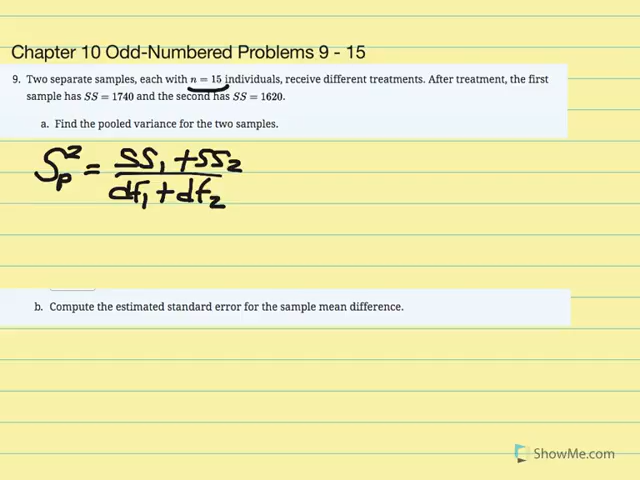 Chapter 10 Odd-Numbered Problems 9 - 15
9. Two separate samples, each with n = 15 individuals, receive different treatments. After treatment, the first
sample has SS = 1740 and the second has SS = 1620.
a. Find the pooled variance for the two samples.
S²ₚ = SS₁ + SS₂
df₁ + df₂
b. Compute the estimated standard error for the sample mean difference.
ShowMe.com